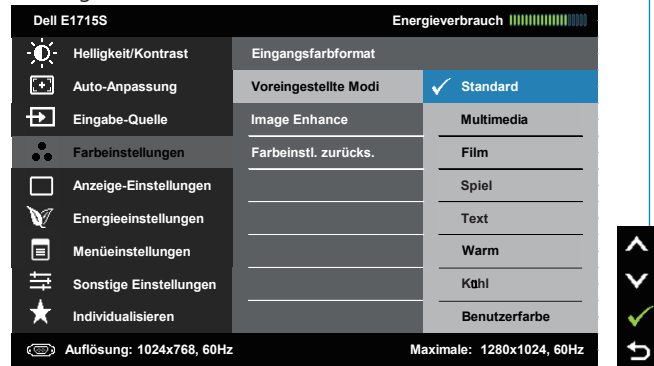 Dell E1715S Energieverbrauch
Helligkeit/Kontrast Eingangsfarbformat
Auto-Anpassung Voreingestellte Modi Standard
Eingabe-Quelle Image Enhance Multimedia
Farbeinstellungen Farbeinstl. zurücks. Film
Anzeige-Einstellungen Spiel
Energieeinstellungen Text
Menüeinstellungen Warm
Sonstige Einstellungen Kühl
Individualisieren Benutzerfarbe
Auflösung: 1024x768, 60Hz Maximale: 1280x1024, 60Hz